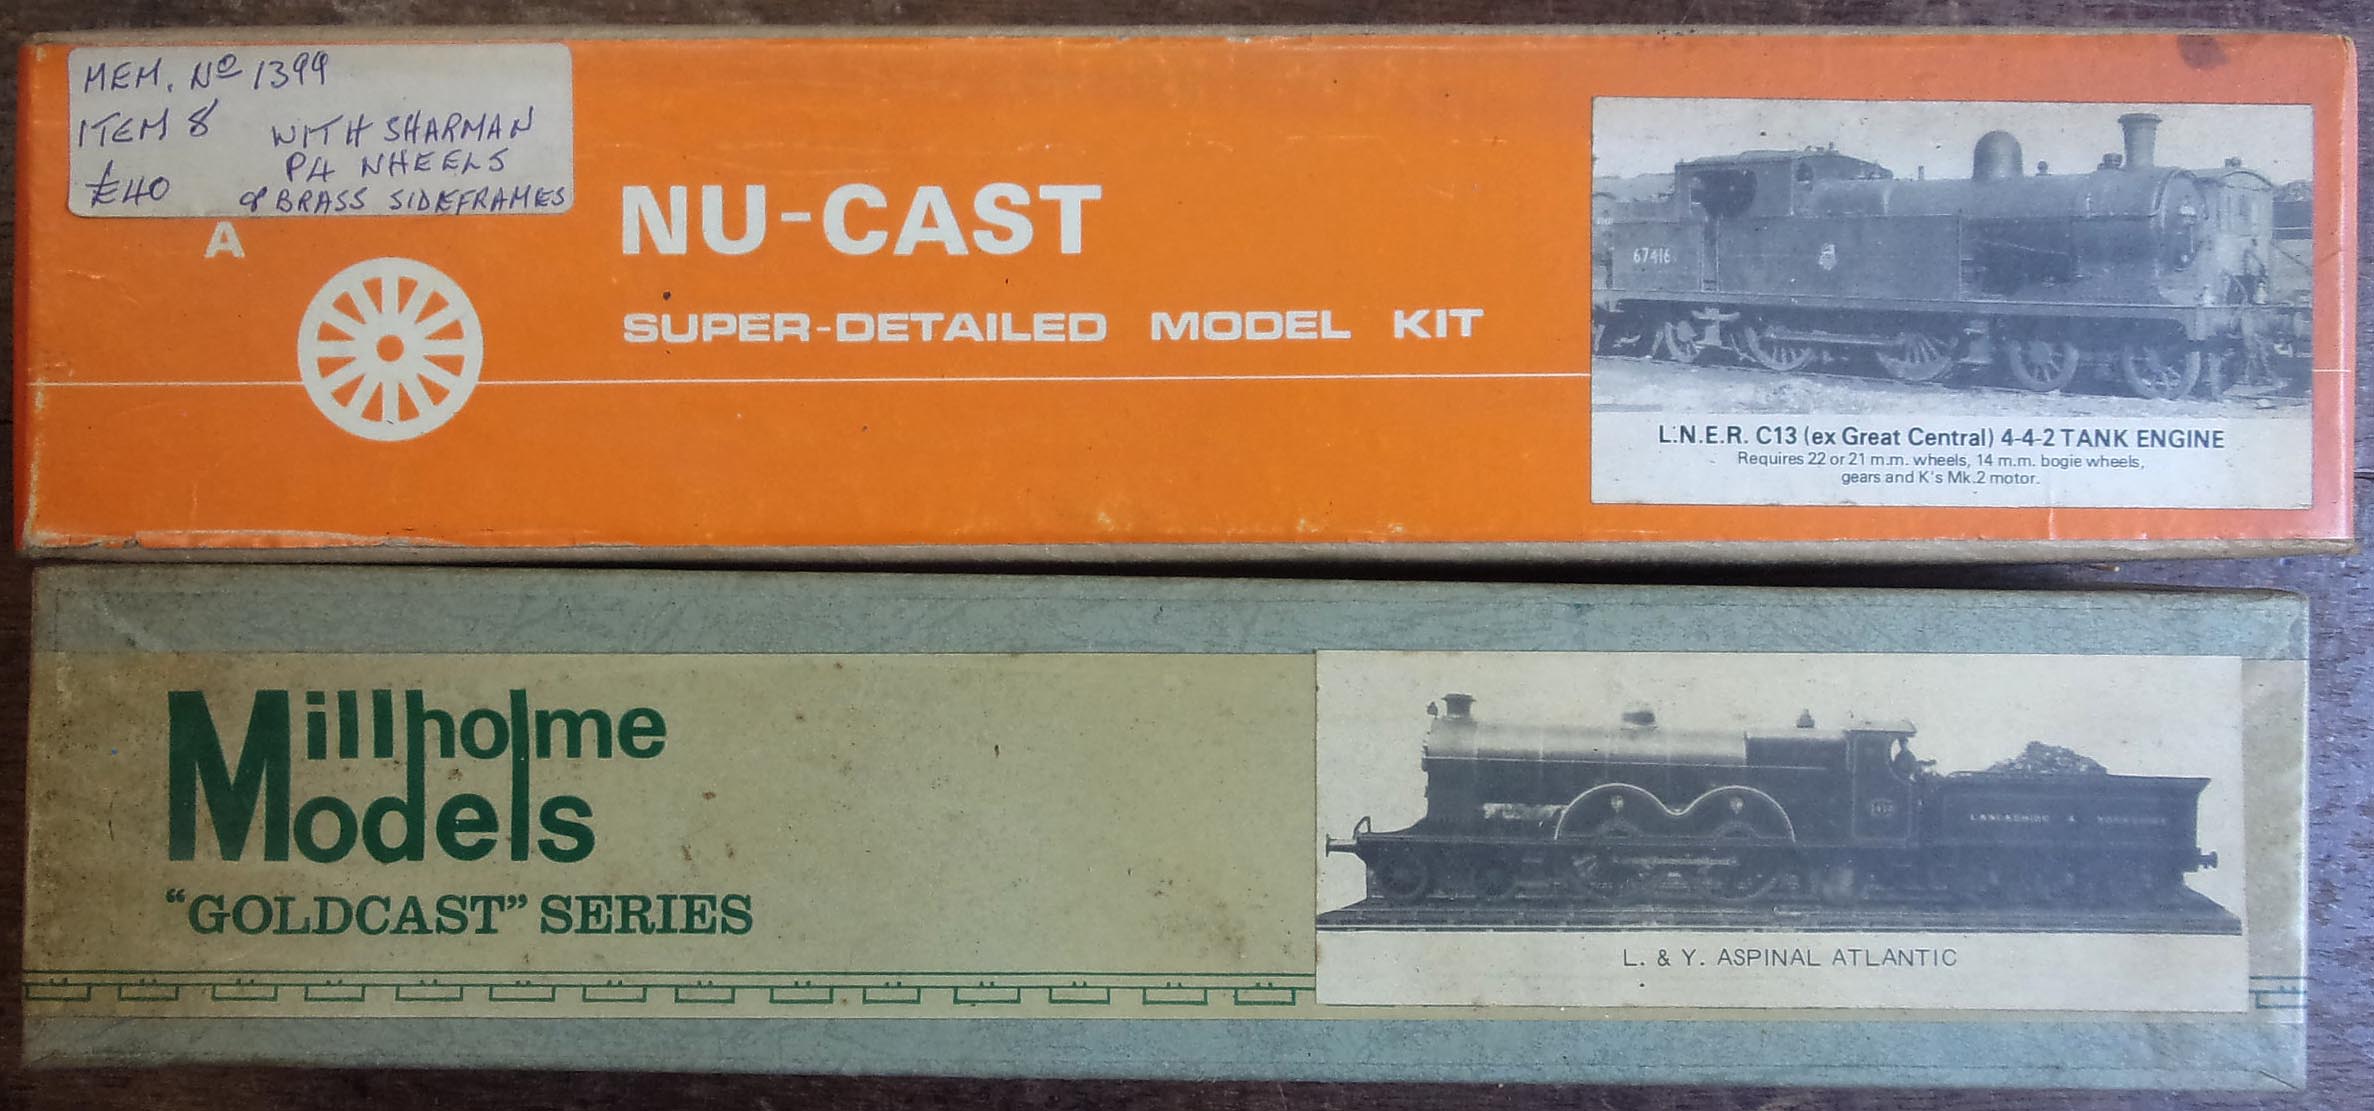 MEM. Nº 1399
ITEM 8 WITH SHARMAN
P4 WHEELS
£40 & BRASS SIDEFRAMES
A
NU-CAST
SUPER-DETAILED MODEL KIT
67416
L.N.E.R. C13 (ex Great Central) 4-4-2 TANK ENGINE
Requires 22 or 21 m.m. wheels, 14 m.m. bogie wheels,
gears and K's Mk.2 motor.
Millholme
Models
"GOLDCAST" SERIES
LANCASHIRE & YORKSHIRE
L. & Y. ASPINAL ATLANTIC